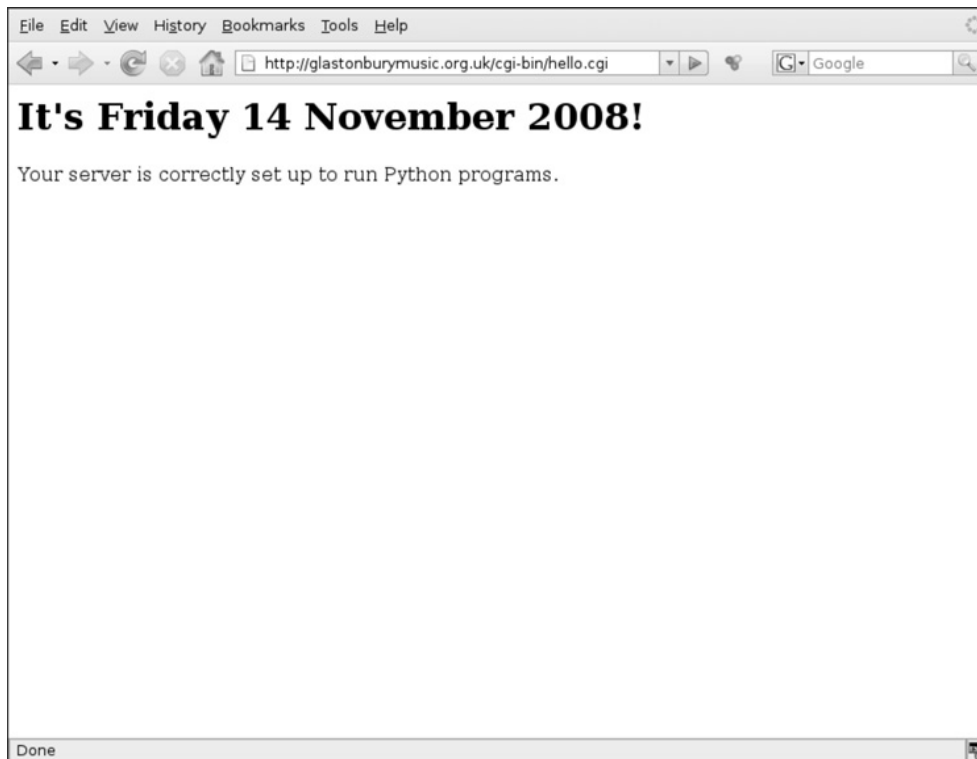 File Edit View History Bookmarks Tools Help
http://glastonburymusic.org.uk/cgi-bin/hello.cgi G Google
It's Friday 14 November 2008!
Your server is correctly set up to run Python programs.
Done